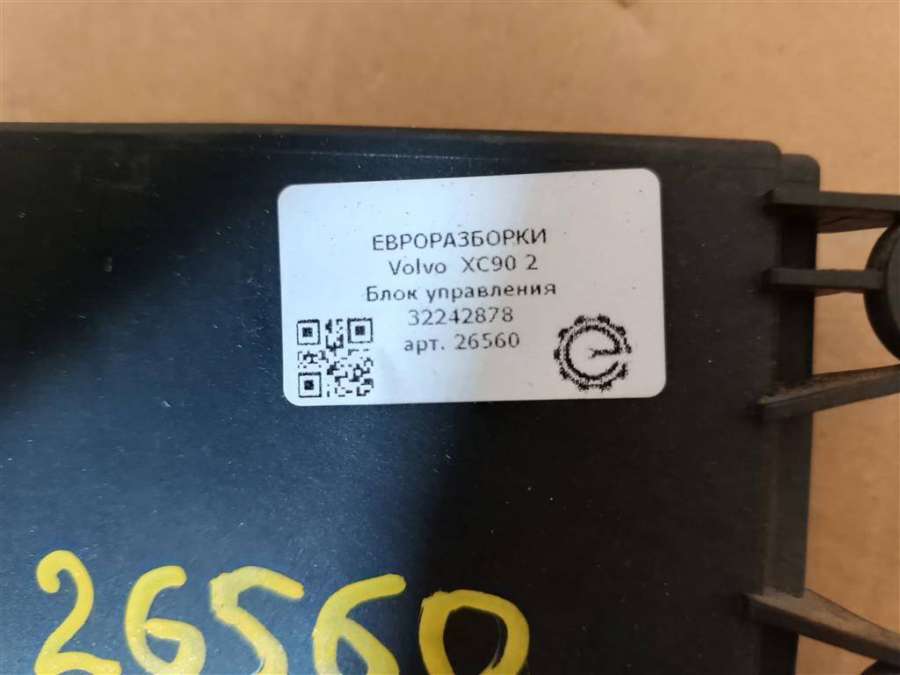 ЕВРОРАЗБОРКИ
Volvo XC90 2
Блок управления
32242878
арт. 26560
26560